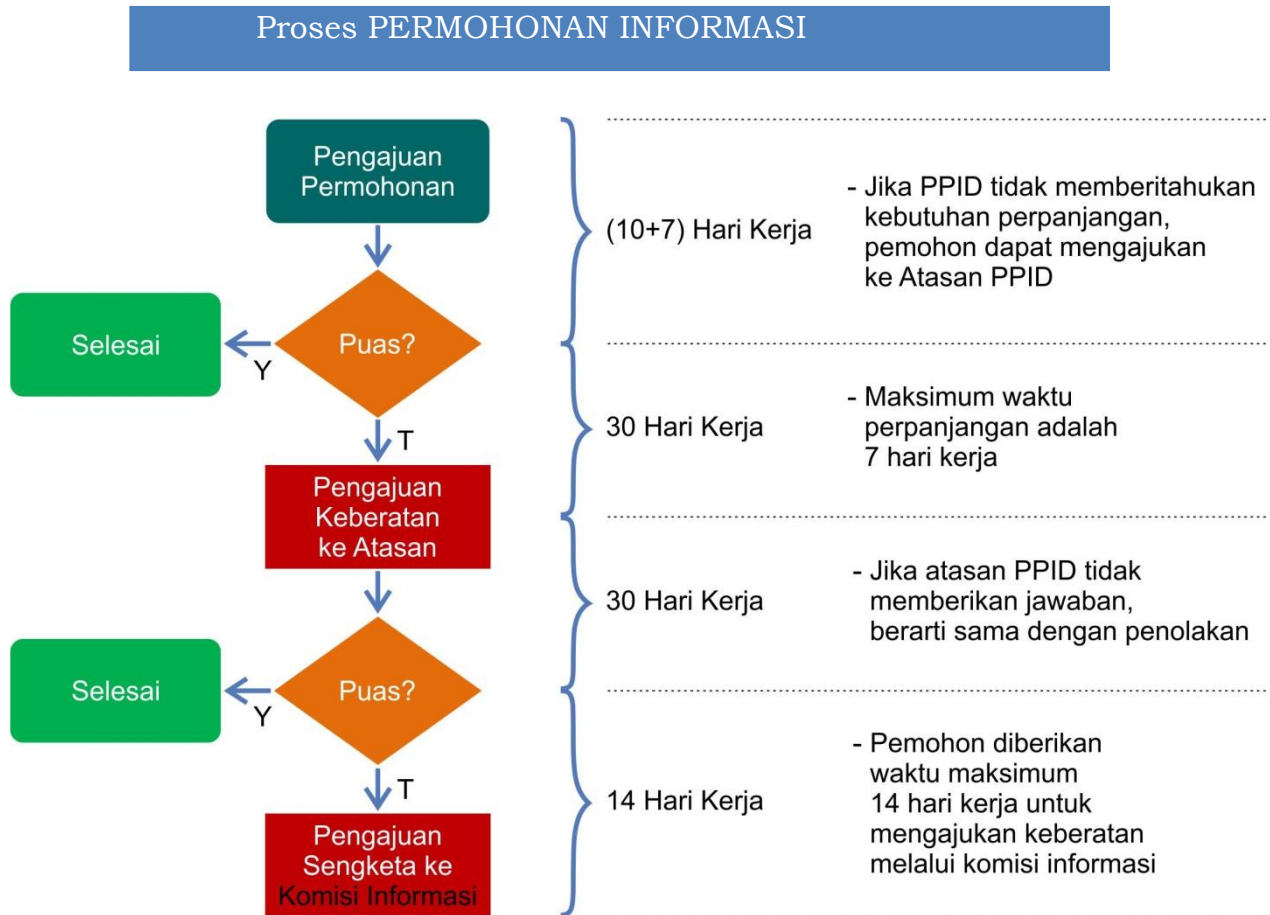 Proses PERMOHONAN INFORMASI
Pengajuan
Permohonan
(10+7) Hari Kerja
- Jika PPID tidak memberitahukan
kebutuhan perpanjangan,
pemohon dapat mengajukan
ke Atasan PPID
Selesai
Y
Puas?
T
30 Hari Kerja
- Maksimum waktu
perpanjangan adalah
7 hari kerja
Pengajuan
Keberatan
ke Atasan
30 Hari Kerja
- Jika atasan PPID tidak
memberikan jawaban,
berarti sama dengan penolakan
Selesai
Y
Puas?
T
14 Hari Kerja
- Pemohon diberikan
waktu maksimum
14 hari kerja untuk
mengajukan keberatan
melalui komisi informasi
Pengajuan
Sengketa ke
Komisi Informasi